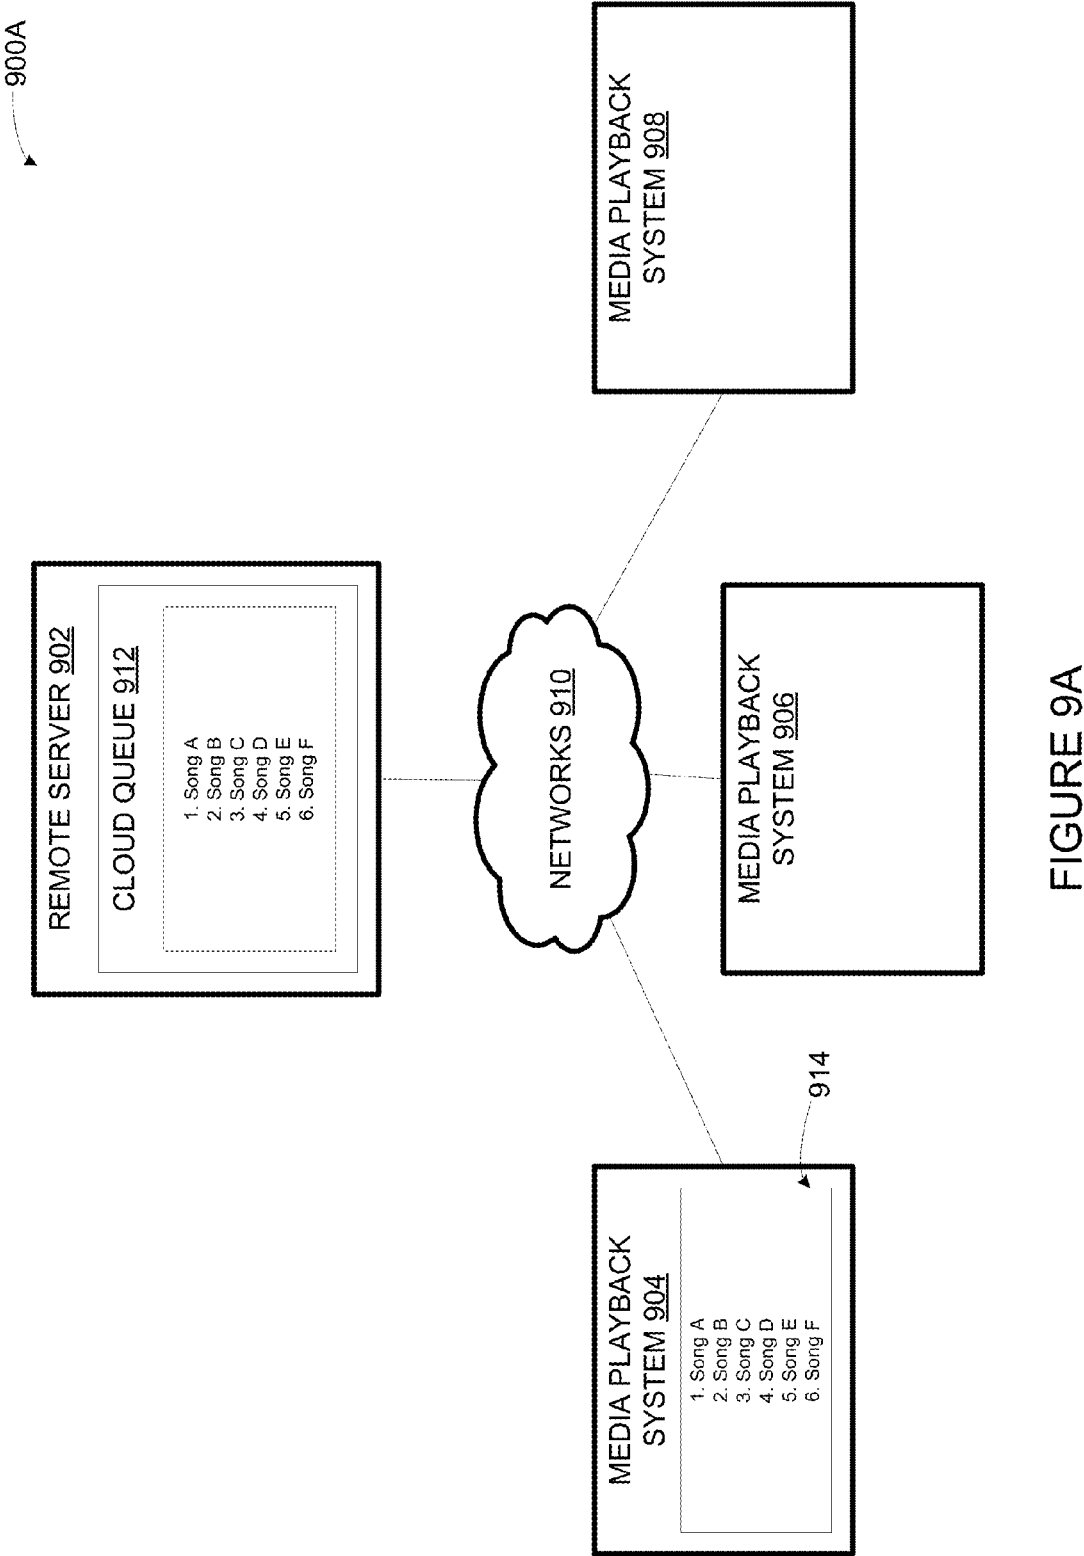 900A
REMOTE SERVER 902
CLOUD QUEUE 912
1. Song A
2. Song B
3. Song C
4. Song D
5. Song E
6. Song F
NETWORKS 910
MEDIA PLAYBACK
SYSTEM 904
1. Song A
2. Song B
3. Song C
4. Song D
5. Song E
6. Song F
914
MEDIA PLAYBACK
SYSTEM 906
MEDIA PLAYBACK
SYSTEM 908
FIGURE 9A